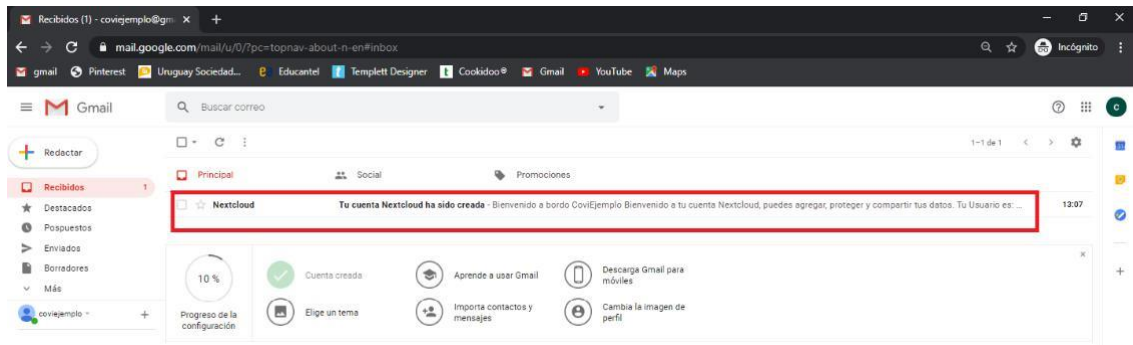 Recibidos (1) - coviejemplo@gm
mail.google.com/mail/u/0/?pc=topnav-about-n-en#inbox
Incógnito
gmail Pinterest Uruguay Sociedad... Educantel Templett Designer Cookidoo® Gmail YouTube Maps
Gmail
Buscar correo
C
Redactar
1-1 de 1
Principal Social Promociones
Recibidos 1
Nextcloud Tu cuenta Nextcloud ha sido creada - Bienvenido a bordo CoviEjemplo Bienvenido a tu cuenta Nextcloud, puedes agregar, proteger y compartir tus datos. Tu Usuario es: ... 13:07
Destacados
Pospuestos
Enviados
Borradores
Más
coviejemplo
10 %
Progreso de la
configuración
Cuenta creada
Aprende a usar Gmail
Descarga Gmail para
móviles
Elige un tema
Importa contactos y
mensajes
Cambia la imagen de
perfil